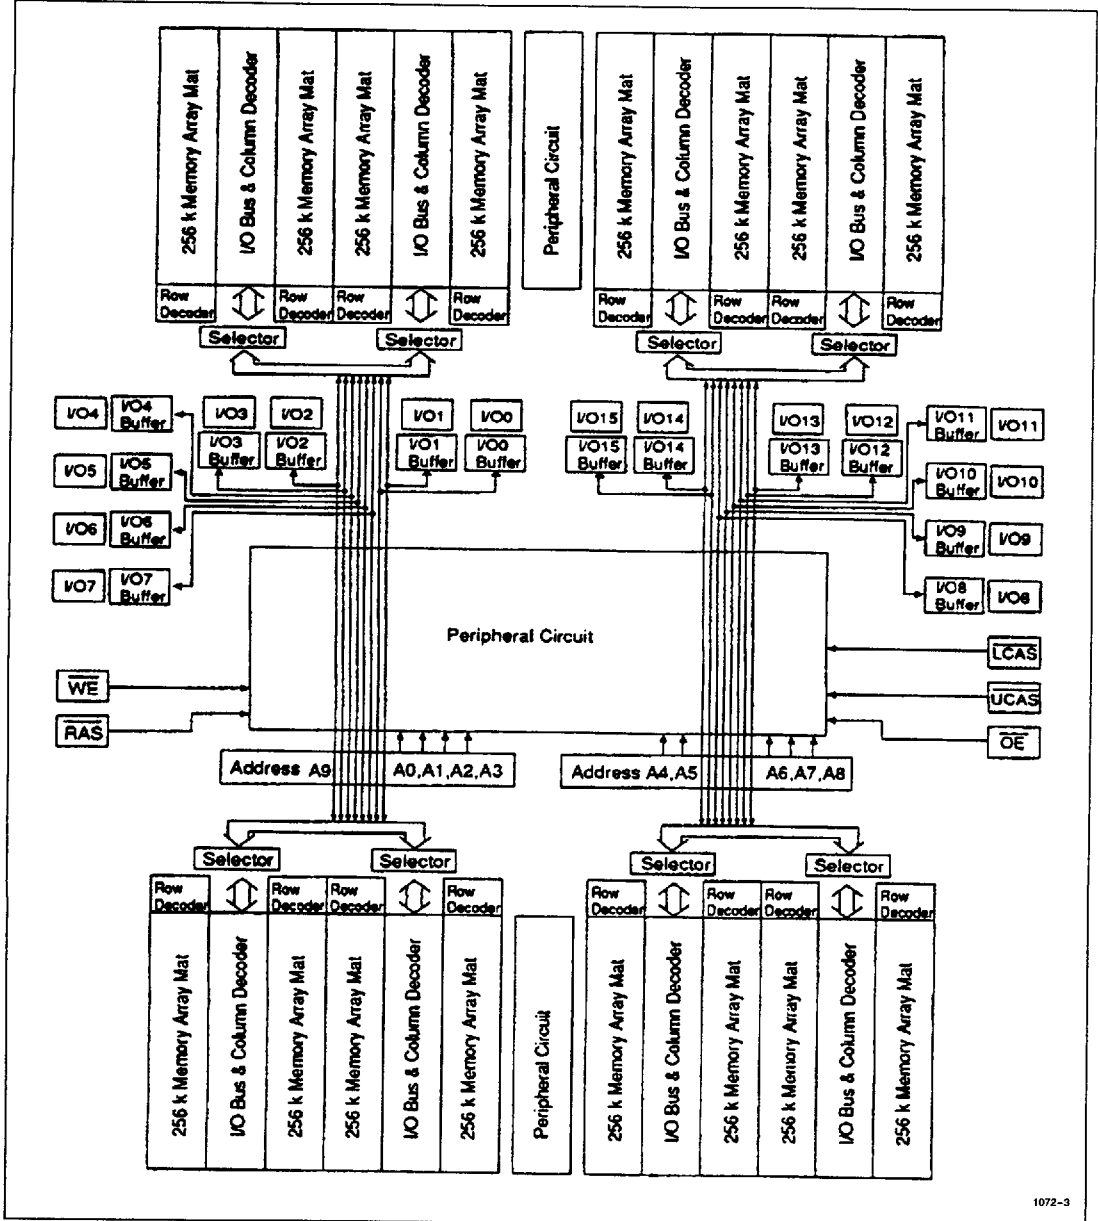 256 k Memory Array Mat
I/O Bus & Column Decoder
256 k Memory Array Mat
256 k Memory Array Mat
I/O Bus & Column Decoder
256 k Memory Array Mat
Peripheral Circuit
256 k Memory Array Mat
I/O Bus & Column Decoder
256 k Memory Array Mat
256 k Memory Array Mat
I/O Bus & Column Decoder
256 k Memory Array Mat
Row Decoder
Row Decoder
Row Decoder
Row Decoder
Row Decoder
Row Decoder
Row Decoder
Row Decoder
Selector
Selector
Selector
Selector
I/O4
I/O4 Buffer
I/O3
I/O2
I/O1
I/O0
I/O15
I/O14
I/O13
I/O12
I/O11 Buffer
I/O11
I/O3 Buffer
I/O2 Buffer
I/O1 Buffer
I/O0 Buffer
I/O15 Buffer
I/O14 Buffer
I/O13 Buffer
I/O12 Buffer
I/O5
I/O5 Buffer
I/O10 Buffer
I/O10
I/O6
I/O6 Buffer
I/O9 Buffer
I/O9
I/O7
I/O7 Buffer
I/O8 Buffer
I/O8
Peripheral Circuit
LCAS
WE
UCAS
RAS
OE
Address A9
A0,A1,A2,A3
Address A4,A5
A6,A7,A8
Selector
Selector
Selector
Selector
Row Decoder
Row Decoder
Row Decoder
Row Decoder
Row Decoder
Row Decoder
Row Decoder
Row Decoder
256 k Memory Array Mat
I/O Bus & Column Decoder
256 k Memory Array Mat
256 k Memory Array Mat
I/O Bus & Column Decoder
256 k Memory Array Mat
Peripheral Circuit
256 k Memory Array Mat
I/O Bus & Column Decoder
256 k Memory Array Mat
256 k Memory Array Mat
I/O Bus & Column Decoder
256 k Memory Array Mat
1072-3